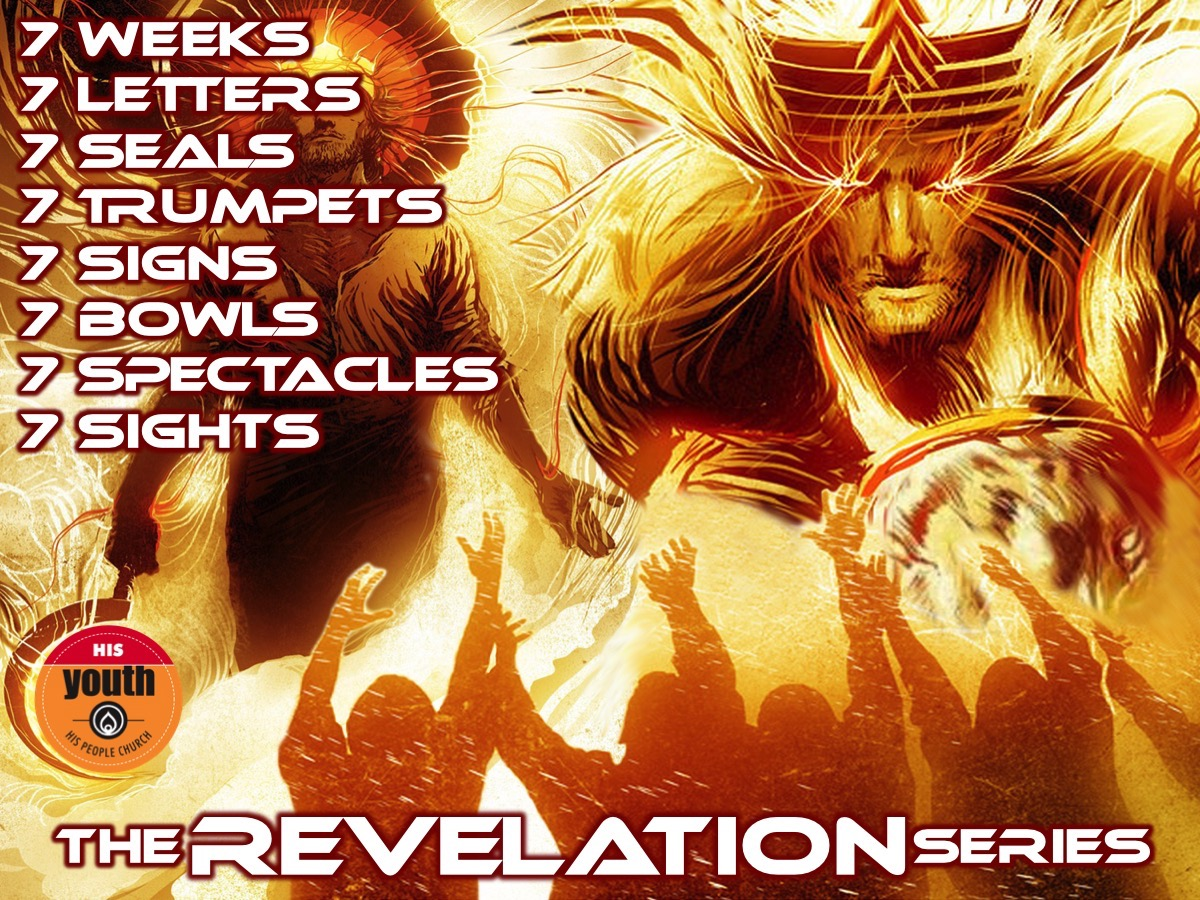 7 WEEKS
7 LETTERS
7 SEALS
7 TRUMPETS
7 SIGNS
7 BOWLS
7 SPECTACLES
7 SIGHTS
HIS
youth
HIS PEOPLE CHURCH
THE REVELATION SERIES